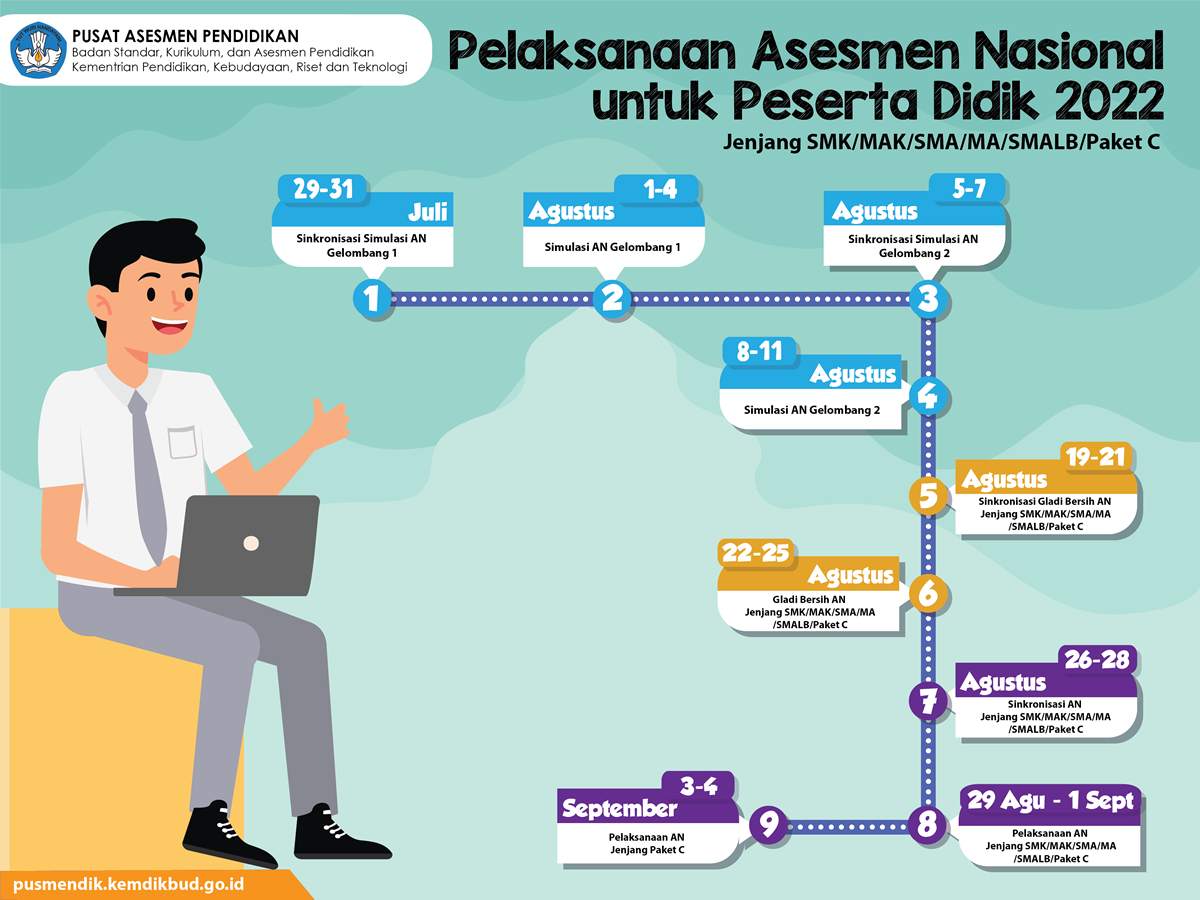 PUSAT ASESMEN PENDIDIKAN
Badan Standar, Kurikulum, dan Asesmen Pendidikan
Kementrian Pendidikan, Kebudayaan, Riset dan Teknologi
Pelaksanaan Asesmen Nasional
untuk Peserta Didik 2022
Jenjang SMK/MAK/SMA/MA/SMALB/Paket C
29-31
Juli
Sinkronisasi Simulasi AN
Gelombang 1
1
1-4
Agustus
Simulasi AN Gelombang 1
2
5-7
Agustus
Sinkronisasi Simulasi AN
Gelombang 2
3
8-11
Agustus
Simulasi AN Gelombang 2
4
19-21
Agustus
Sinkronisasi Gladi Bersih AN
Jenjang SMK/MAK/SMA/MA
/SMALB/Paket C
5
22-25
Agustus
Gladi Bersih AN
Jenjang SMK/MAK/SMA/MA
/SMALB/Paket C
6
26-28
Agustus
Sinkronisasi AN
Jenjang SMK/MAK/SMA/MA
/SMALB/Paket C
7
29 Agu - 1 Sept
Pelaksanaan AN
Jenjang SMK/MAK/SMA/MA
/SMALB/Paket C
8
3-4
September
Pelaksanaan AN
Jenjang Paket C
9
pusmendik.kemdikbud.go.id